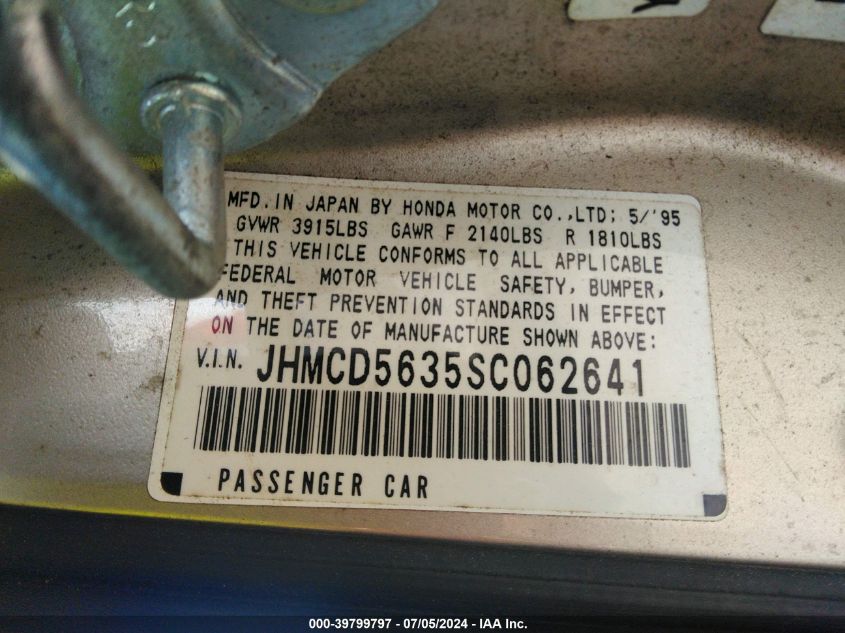 MFD. IN JAPAN BY HONDA MOTOR CO.,LTD; 5/'95
GVWR 3915LBS GAWR F 2140LBS R 1810LBS
THIS VEHICLE CONFORMS TO ALL APPLICABLE
FEDERAL MOTOR VEHICLE SAFETY, BUMPER,
AND THEFT PREVENTION STANDARDS IN EFFECT
ON THE DATE OF MANUFACTURE SHOWN ABOVE:
V.I.N. JHMCD5635SC062641
PASSENGER CAR
000-39799797 - 07/05/2024 - IAA Inc.